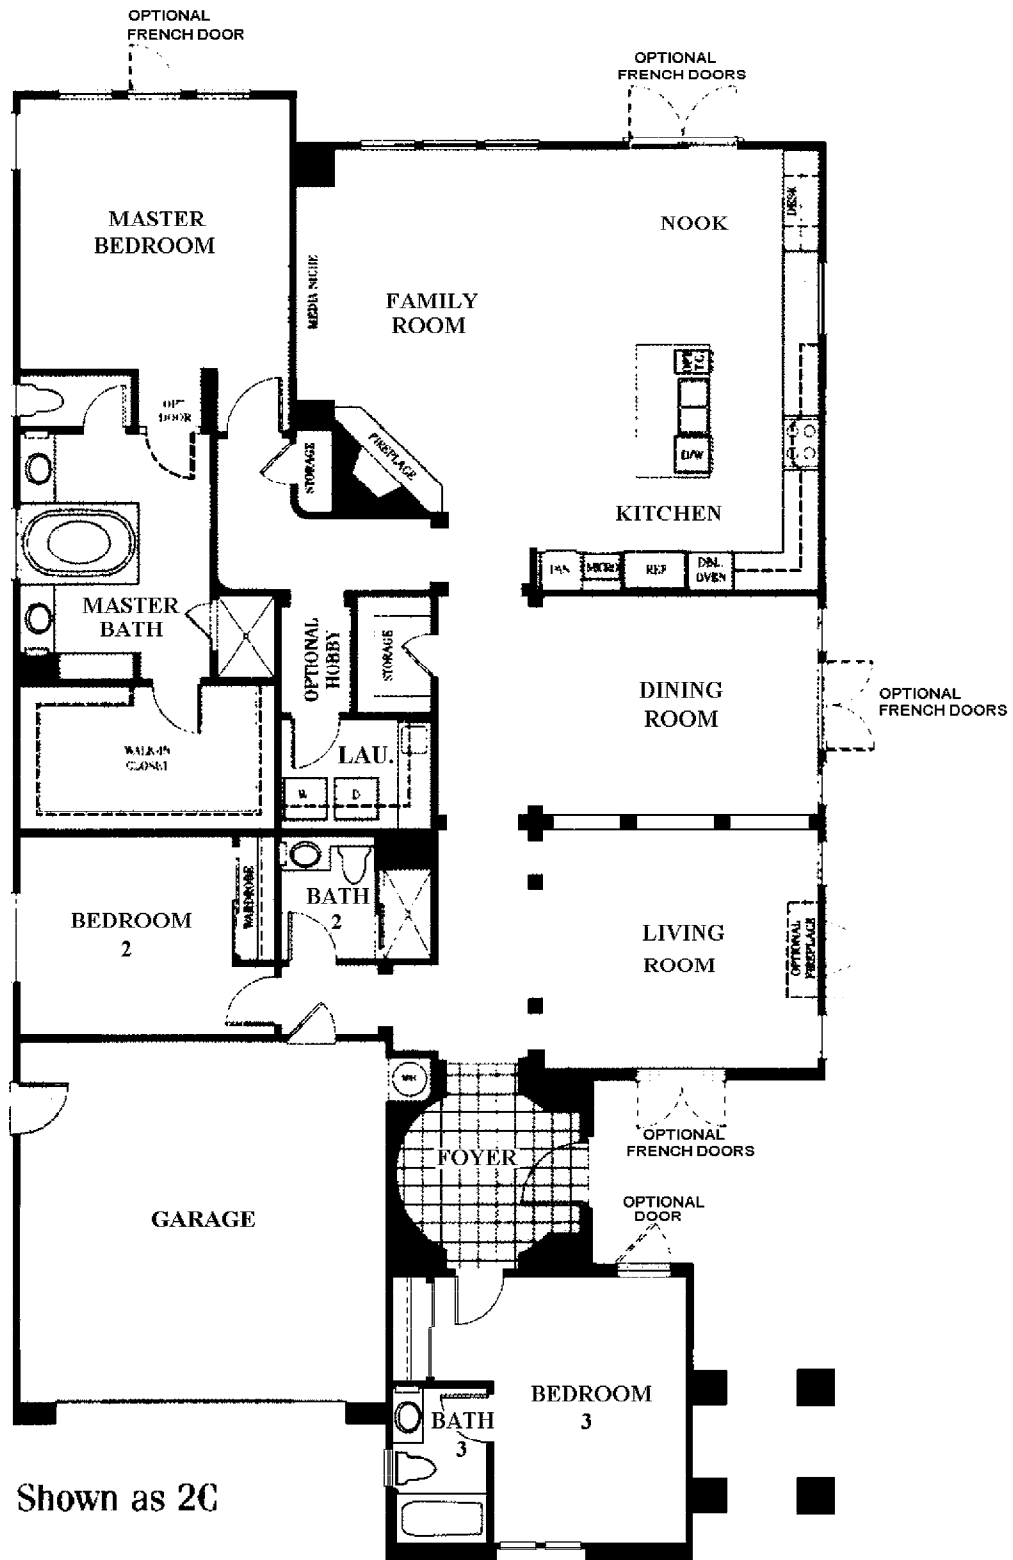 OPTIONAL
FRENCH DOOR
OPTIONAL
FRENCH DOORS
MASTER
BEDROOM
NOOK
DESK
MEDIA NICHE
FAMILY
ROOM
OPT
DOOR
FIREPLACE
STORAGE
D/W
KITCHEN
PAN
MICRO
REF
DBL.
OVEN
MASTER
BATH
OPTIONAL
HOBBY
STORAGE
DINING
ROOM
OPTIONAL
FRENCH DOORS
WALK-IN
CLOSET
LAU.
W
D
BEDROOM
2
WARDROBE
BATH
2
LIVING
ROOM
OPTIONAL
FIREPLACE
WH
FOYER
OPTIONAL
FRENCH DOORS
OPTIONAL
DOOR
GARAGE
BEDROOM
3
BATH
3
Shown as 2C